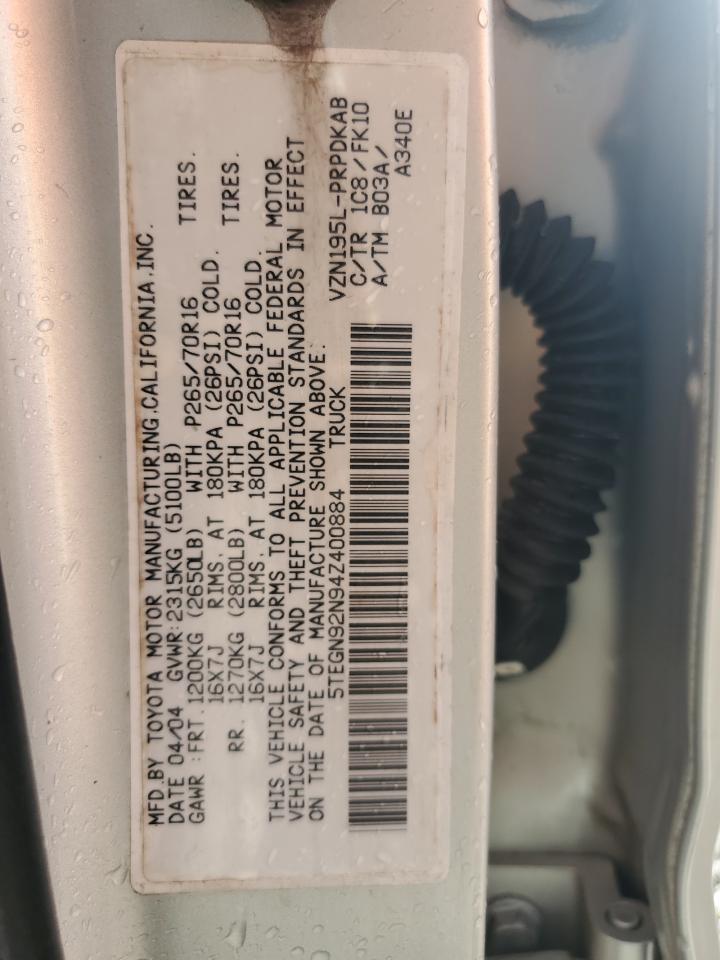 MFD.BY TOYOTA MOTOR MANUFACTURING.CALIFORNIA.INC.
DATE 04/04 GVWR:2315KG (5100LB)
GAWR :FRT.1200KG (2650LB) WITH P265/70R16 TIRES.
16X7J RIMS, AT 180KPA (26PSI) COLD.
RR. 1270KG (2800LB) WITH P265/70R16 TIRES.
16X7J RIMS, AT 180KPA (26PSI) COLD.
THIS VEHICLE CONFORMS TO ALL APPLICABLE FEDERAL MOTOR
VEHICLE SAFETY AND THEFT PREVENTION STANDARDS IN EFFECT
ON THE DATE OF MANUFACTURE SHOWN ABOVE.
5TEGN92N94Z400884 TRUCK VZN195L-PRPDKAB
C/TR 1C8/FK10
A/TM B03A/
A340E